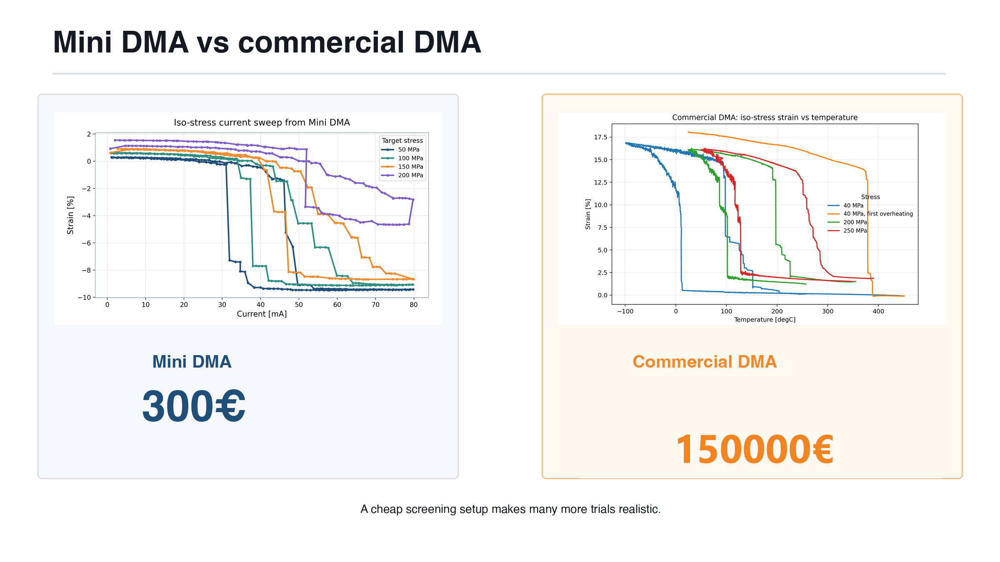 Mini DMA vs commercial DMA
Iso-stress current sweep from Mini DMA
Strain [%]
2
0
−2
−4
−6
−8
−10
Target stress
50 MPa
100 MPa
150 MPa
200 MPa
0 10 20 30 40 50 60 70 80
Current [mA]
Mini DMA
300€
Commercial DMA: iso-stress strain vs temperature
Strain [%]
17.5
15.0
12.5
10.0
7.5
5.0
2.5
0.0
Stress
40 MPa
40 MPa, first overheating
200 MPa
250 MPa
−100 0 100 200 300 400
Temperature [degC]
Commercial DMA
150000€
A cheap screening setup makes many more trials realistic.